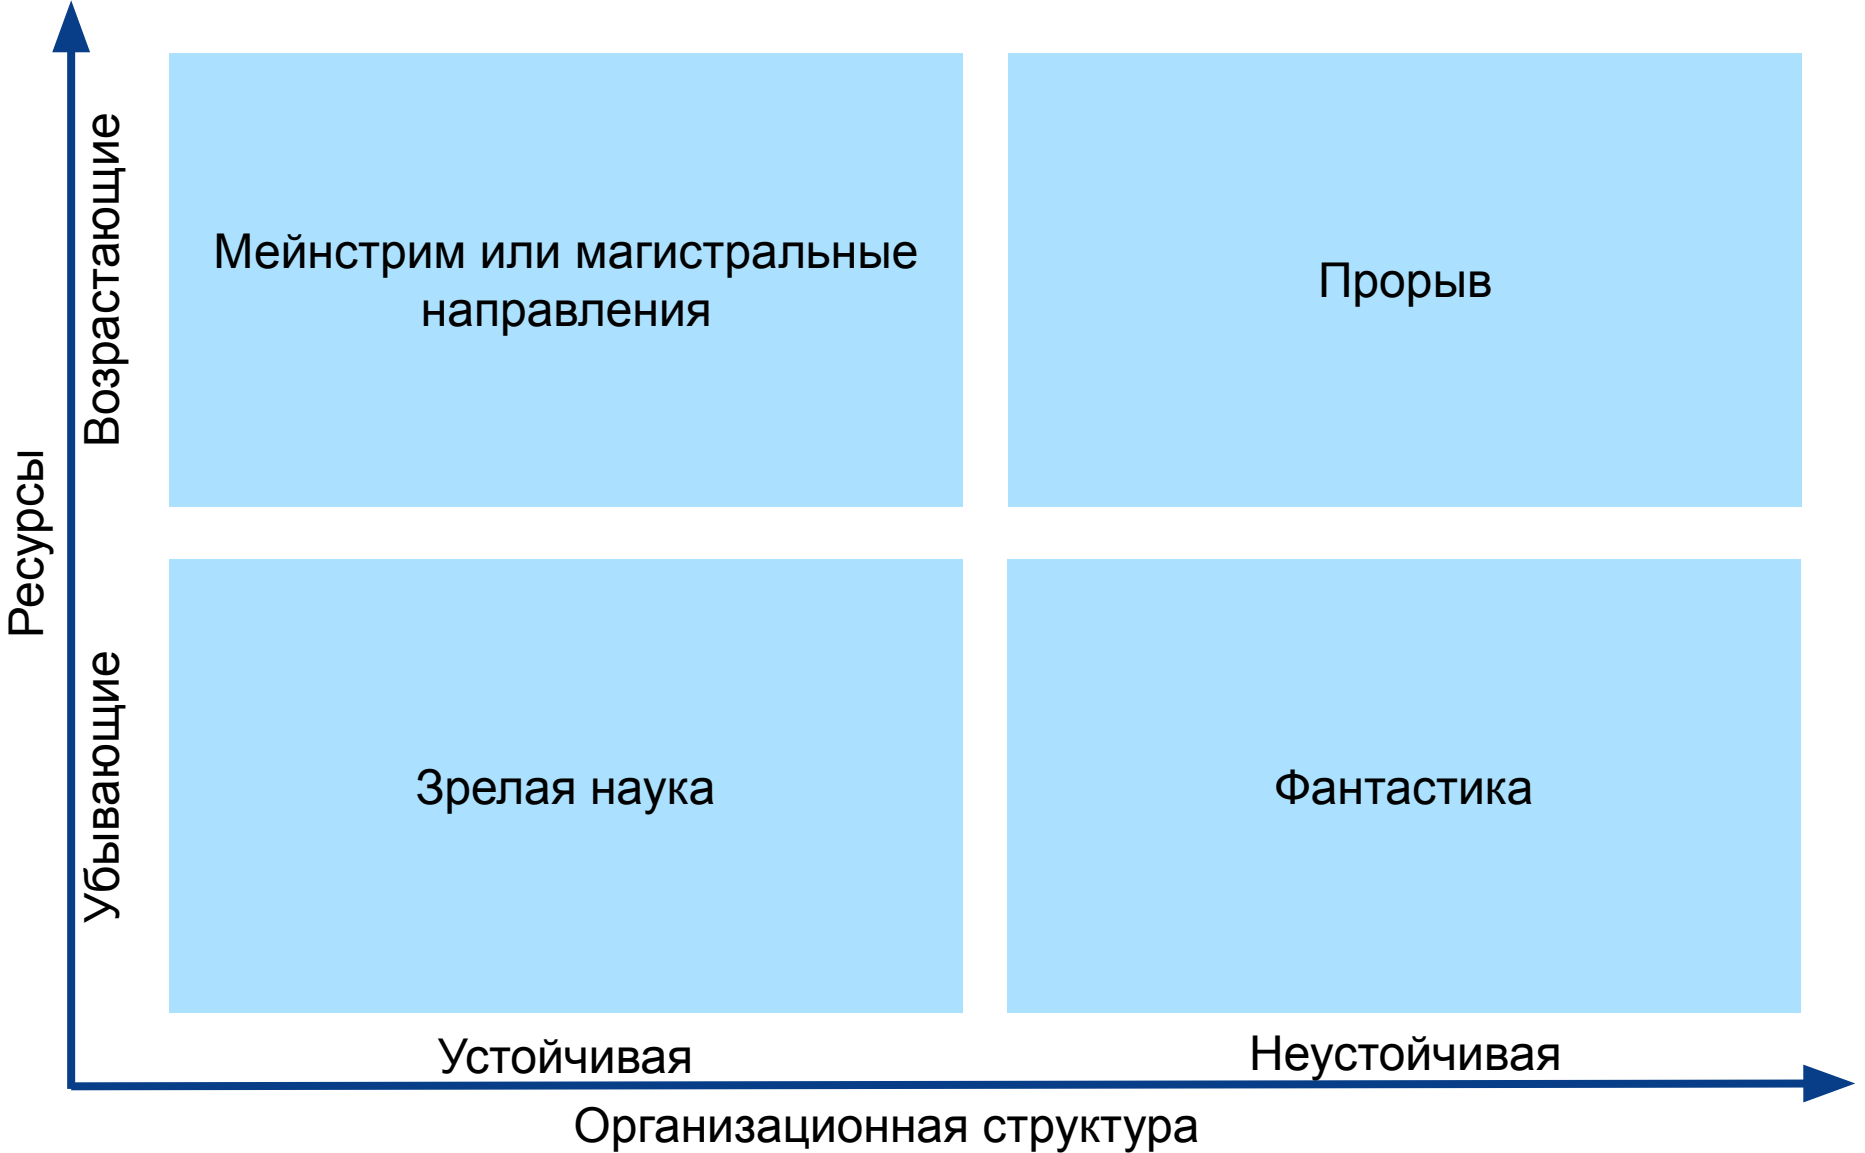 Ресурсы
Возрастающие
Мейнстрим или магистральные
направления
Прорыв
Убывающие
Зрелая наука
Фантастика
Устойчивая
Неустойчивая
Организационная структура